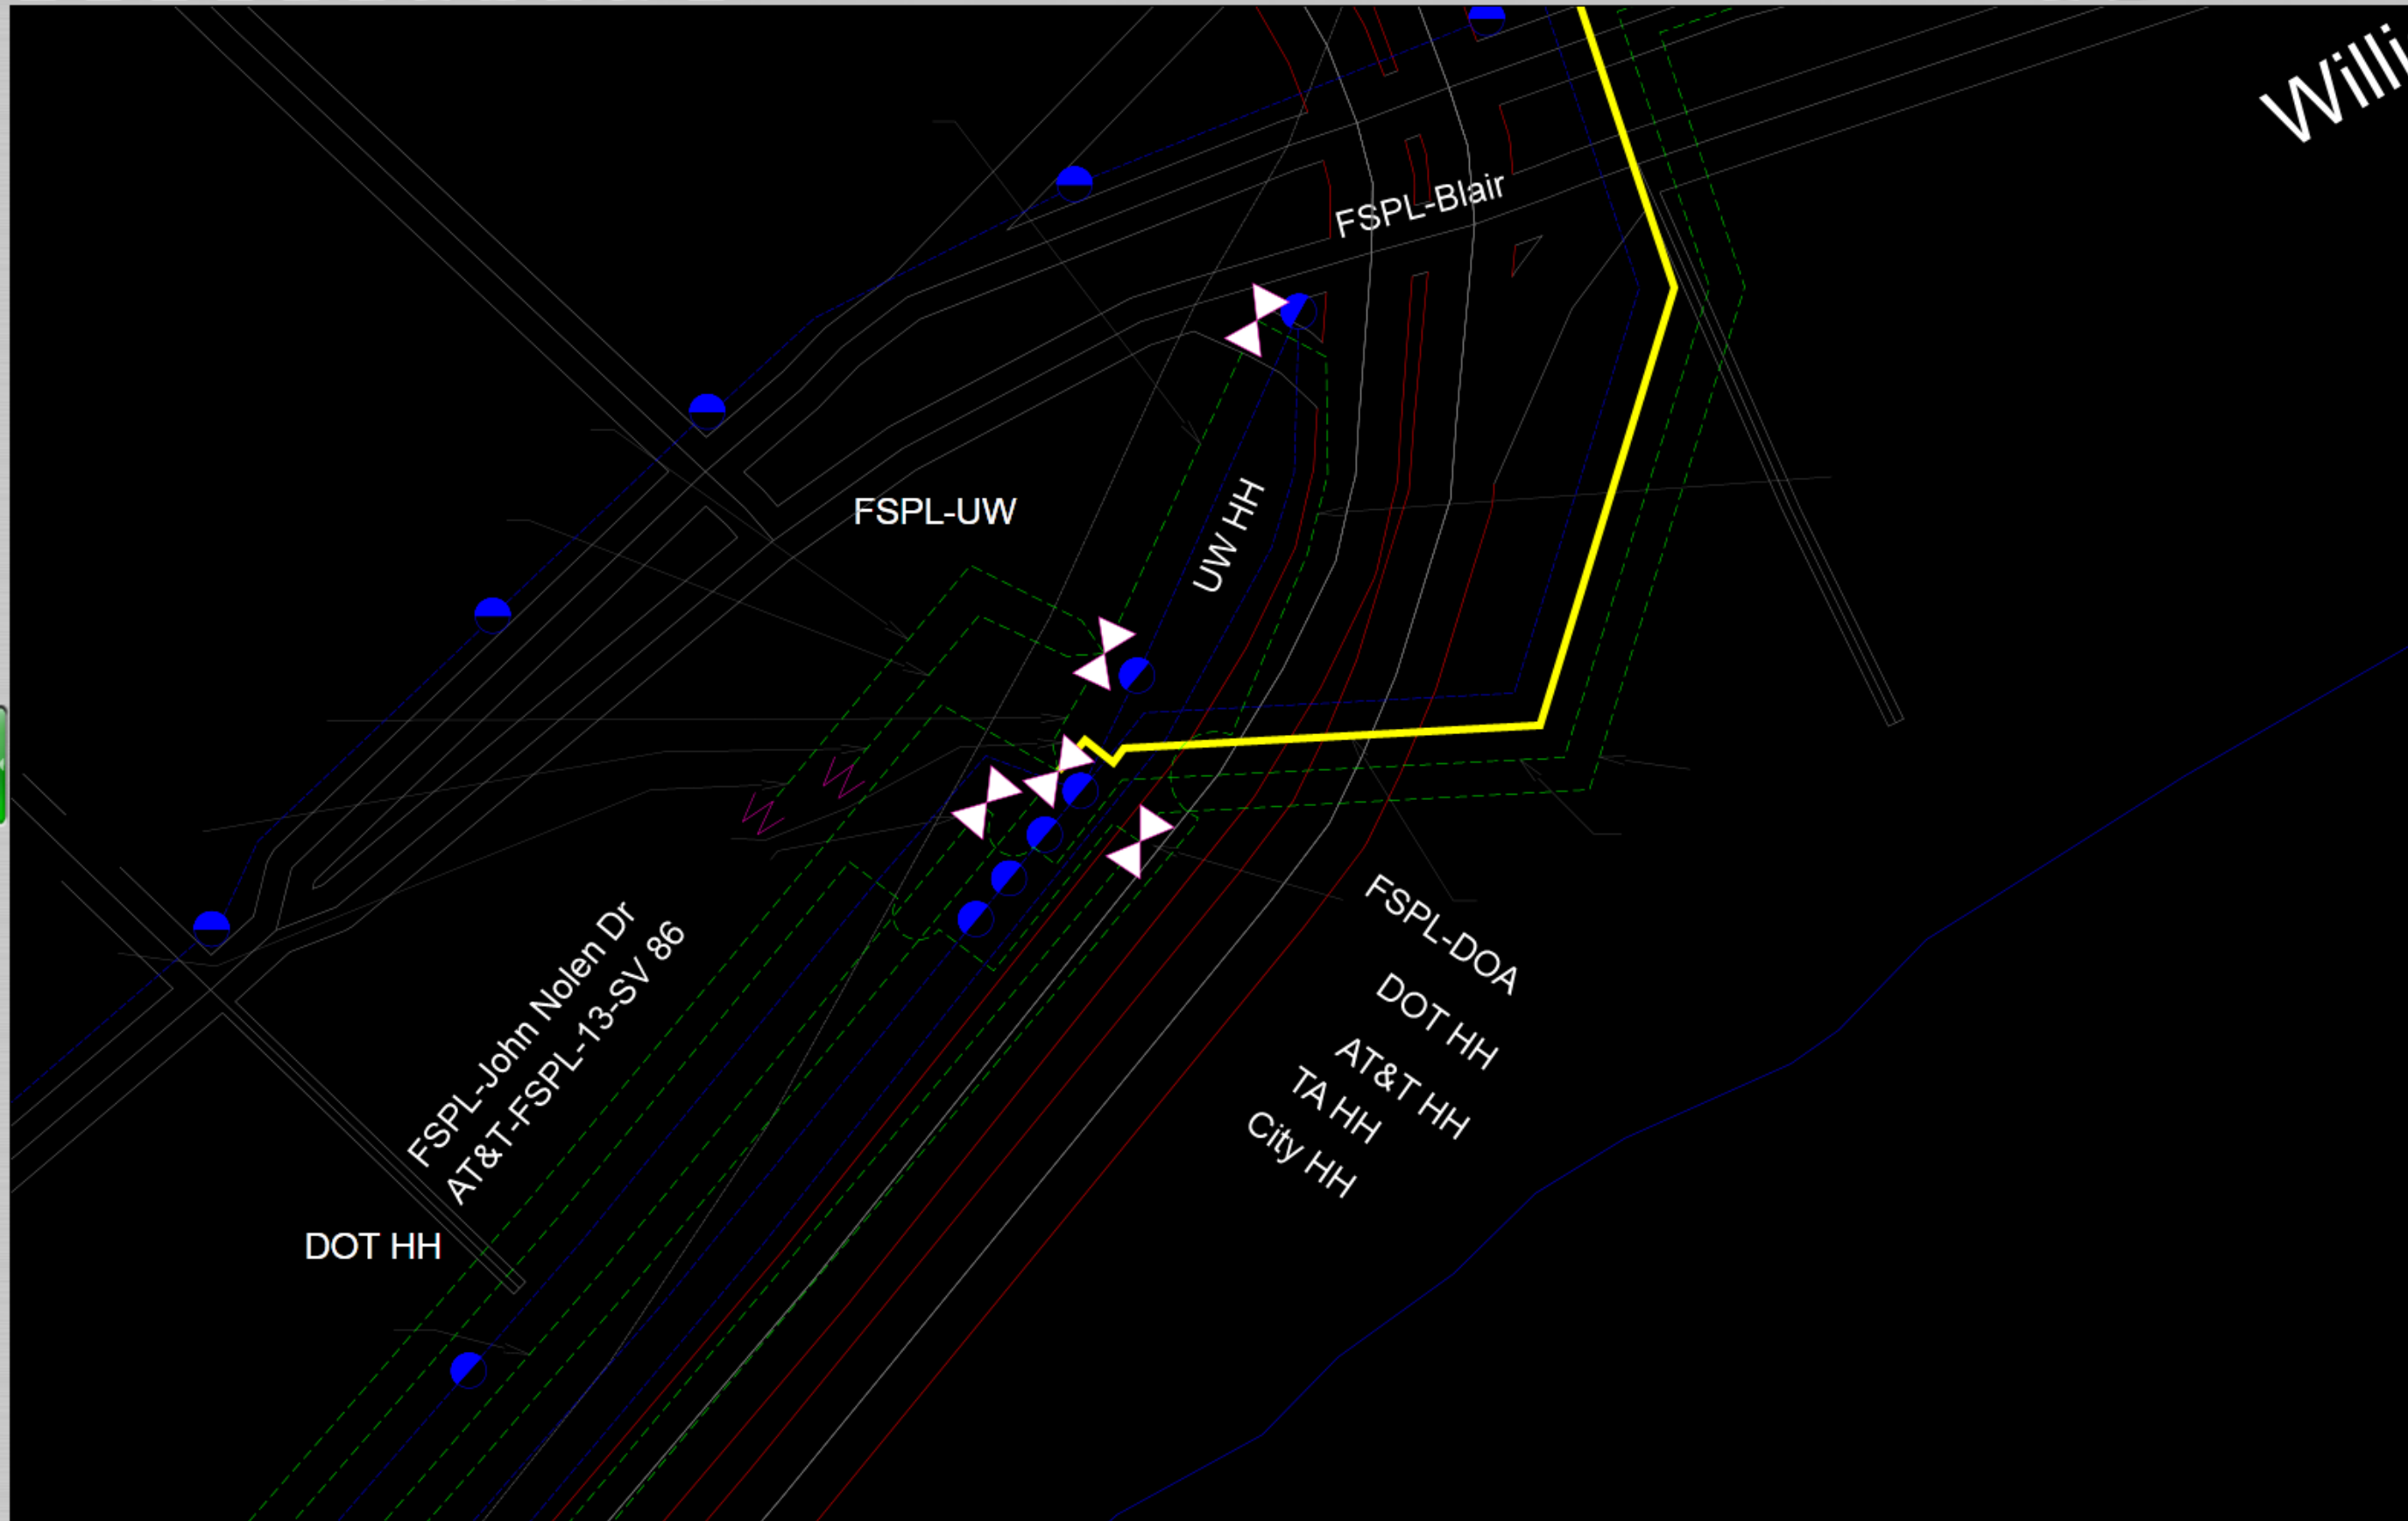 Willi
FSPL-Blair
FSPL-UW
UW HH
W
W
FSPL-John Nolen Dr
AT&T-FSPL-13-SV 86
FSPL-DOA
DOT HH
AT&T HH
TA HH
City HH
DOT HH